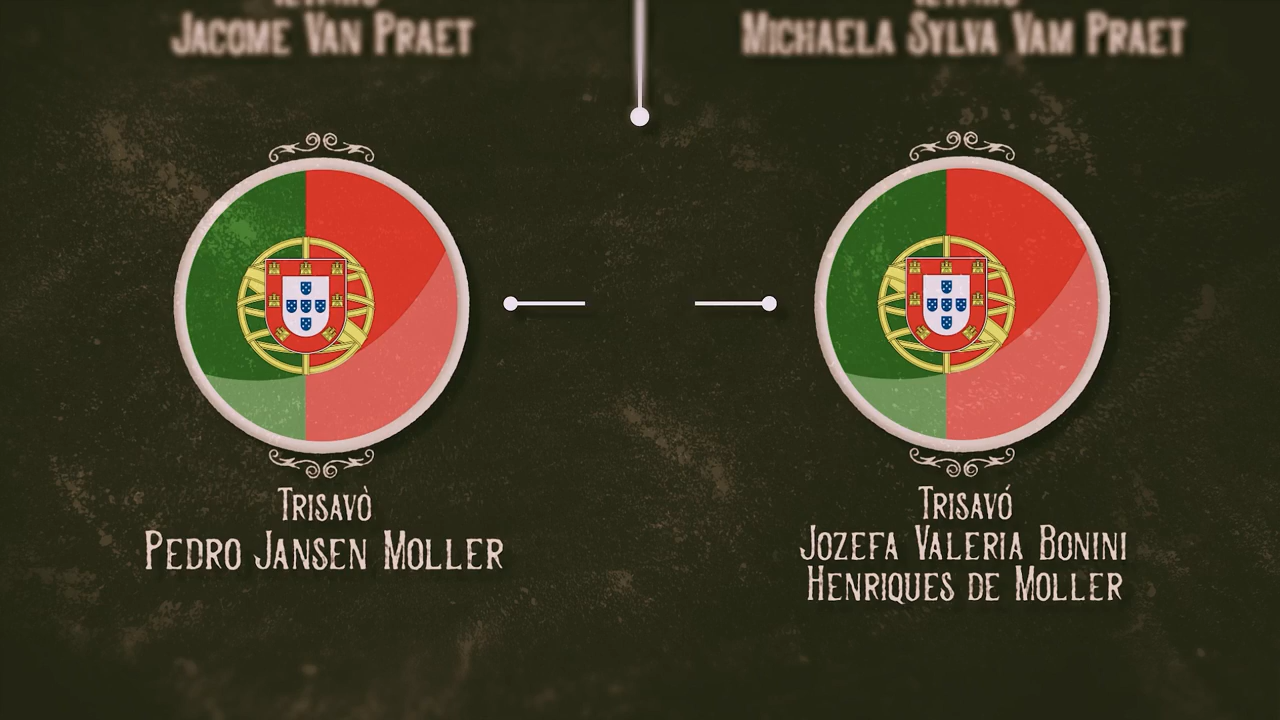 Jacome Van Praet
Michaela Sylva Vam Praet
Trisavò
Pedro Jansen Moller
Trisavó
Jozefa Valeria Bonini
Henriques de Moller